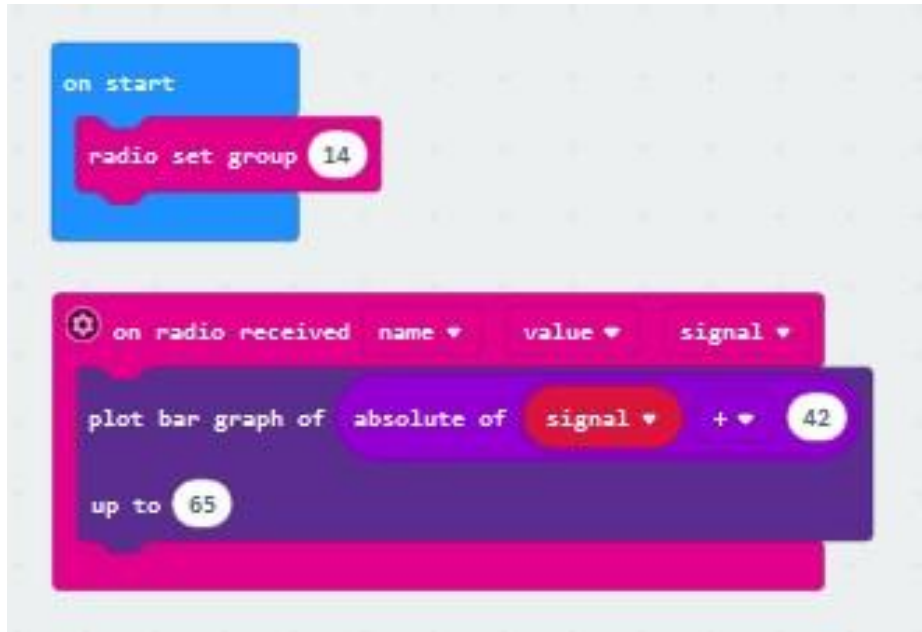 on start
radio set group 14
on radio received name value signal
plot bar graph of absolute of signal + 42
up to 65